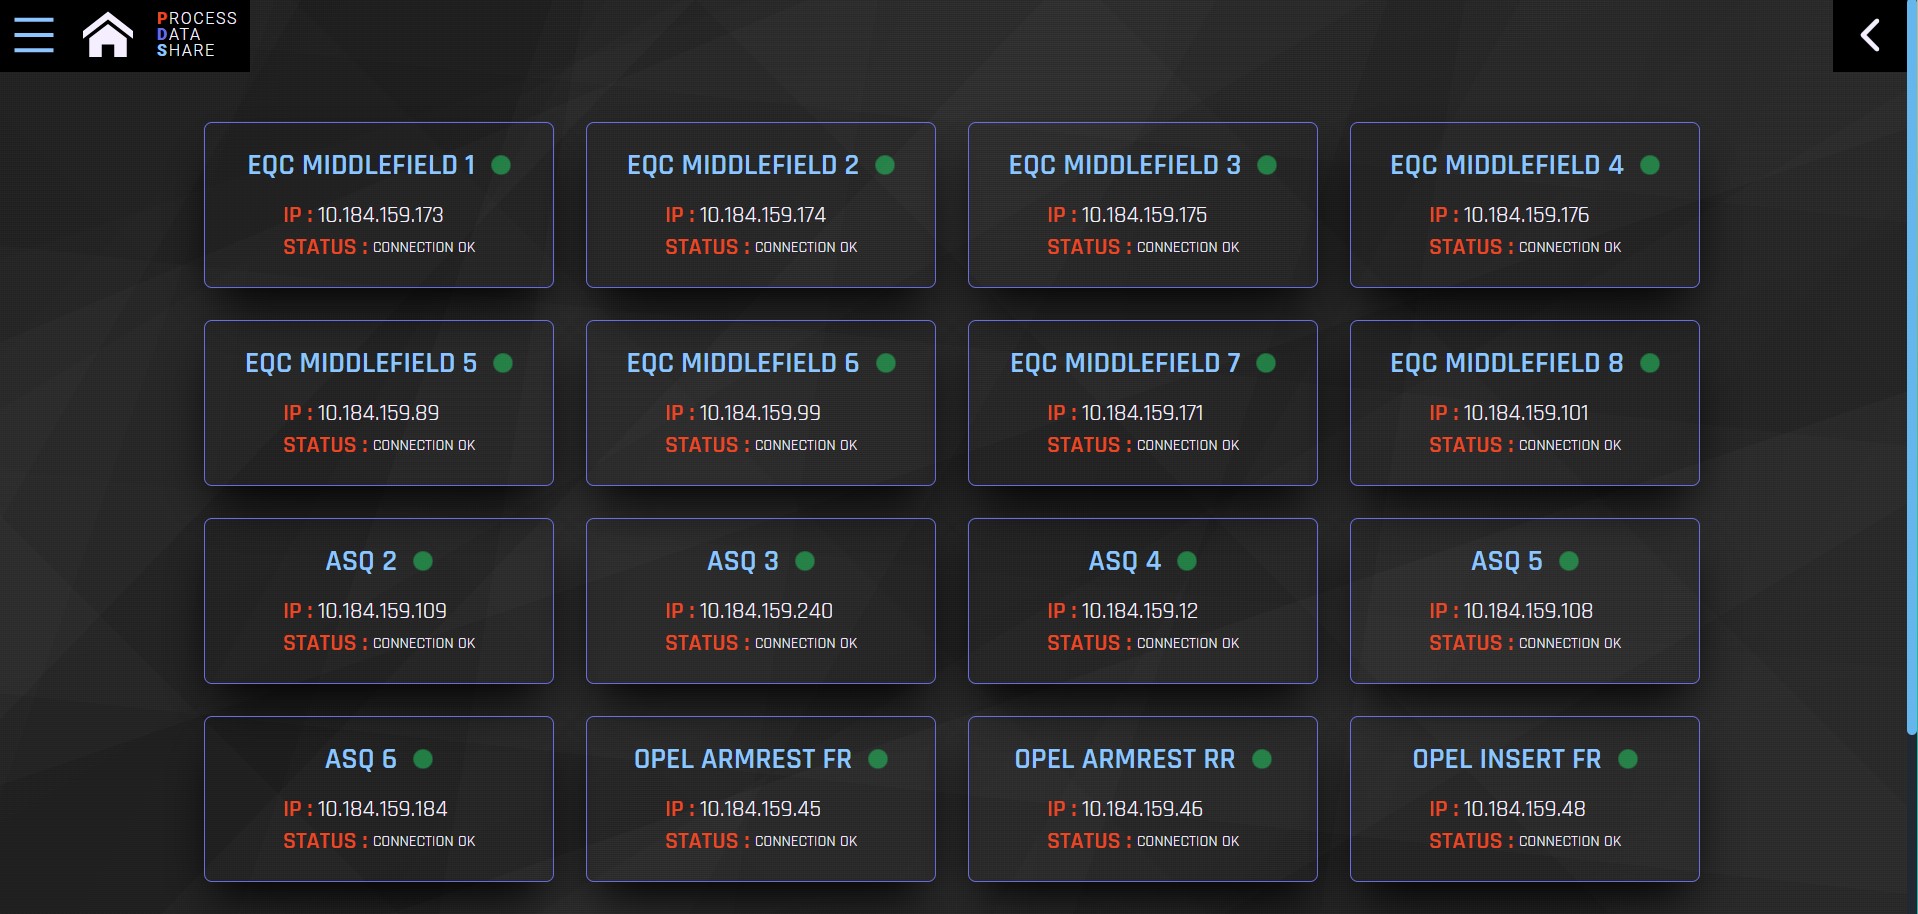 PROCESS
DATA
SHARE
EQC MIDDLEFIELD 1
IP : 10.184.159.173
STATUS : CONNECTION OK
EQC MIDDLEFIELD 2
IP : 10.184.159.174
STATUS : CONNECTION OK
EQC MIDDLEFIELD 3
IP : 10.184.159.175
STATUS : CONNECTION OK
EQC MIDDLEFIELD 4
IP : 10.184.159.176
STATUS : CONNECTION OK
EQC MIDDLEFIELD 5
IP : 10.184.159.89
STATUS : CONNECTION OK
EQC MIDDLEFIELD 6
IP : 10.184.159.99
STATUS : CONNECTION OK
EQC MIDDLEFIELD 7
IP : 10.184.159.171
STATUS : CONNECTION OK
EQC MIDDLEFIELD 8
IP : 10.184.159.101
STATUS : CONNECTION OK
ASQ 2
IP : 10.184.159.109
STATUS : CONNECTION OK
ASQ 3
IP : 10.184.159.240
STATUS : CONNECTION OK
ASQ 4
IP : 10.184.159.12
STATUS : CONNECTION OK
ASQ 5
IP : 10.184.159.108
STATUS : CONNECTION OK
ASQ 6
IP : 10.184.159.184
STATUS : CONNECTION OK
OPEL ARMREST FR
IP : 10.184.159.45
STATUS : CONNECTION OK
OPEL ARMREST RR
IP : 10.184.159.46
STATUS : CONNECTION OK
OPEL INSERT FR
IP : 10.184.159.48
STATUS : CONNECTION OK